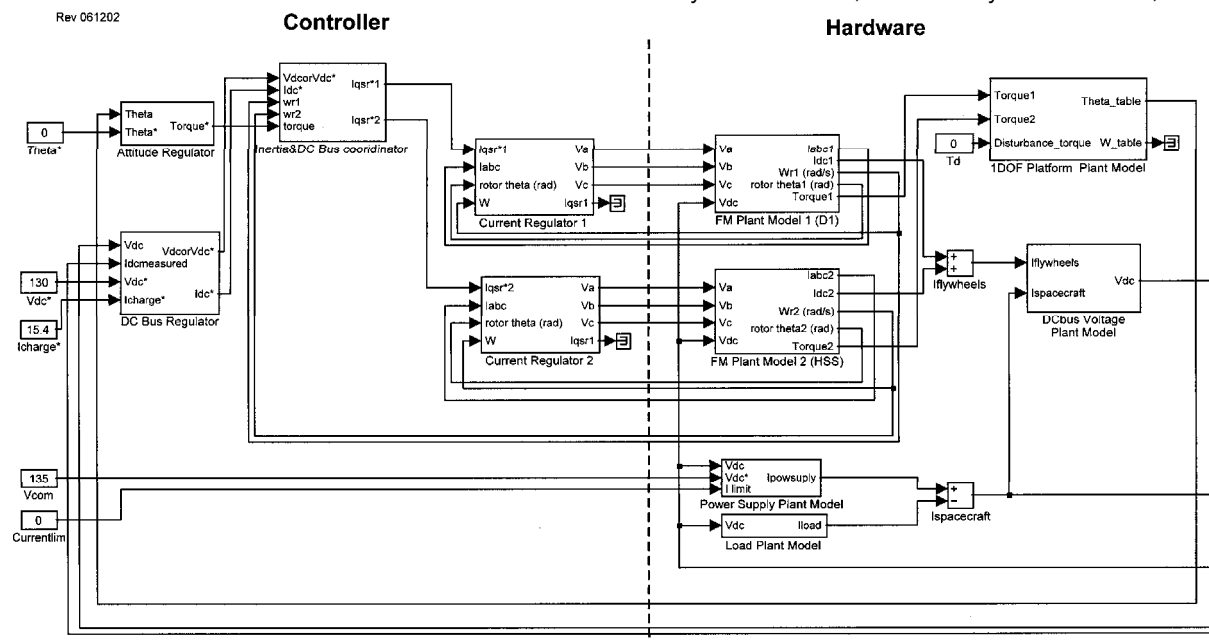 Rev 061202
Controller
Hardware
VdcorVdc*
Idc*
wr1
wr2
torque
Iqsr*1
Iqsr*2
Inertia&DC Bus coordinator
Theta
Theta*
Torque*
Attitude Regulator
0
Theta*
Iqsr*1
Iabc
rotor theta (rad)
W
Va
Vb
Vc
Iqsr1
Current Regulator 1
Va
Vb
Vc
Vdc
Iabc1
Idc1
Wr1 (rad/s)
rotor theta1 (rad)
Torque1
FM Plant Model 1 (D1)
Torque1
Torque2
Disturbance_torque
Theta_table
W_table
1DOF Platform Plant Model
0
Td
Vdc
Idcmeasured
Vdc*
Icharge*
VdcorVdc*
Idc*
DC Bus Regulator
130
Vdc*
15.4
Icharge*
Iqsr*2
Iabc
rotor theta (rad)
W
Va
Vb
Vc
Iqsr1
Current Regulator 2
Va
Vb
Vc
Vdc
Iabc2
Idc2
Wr2 (rad/s)
rotor theta2 (rad)
Torque2
FM Plant Model 2 (HSS)
+
+
Iflywheels
Iflywheels
Ispacecraft
Vdc
DCbus Voltage
Plant Model
135
Vcom
0
Currentlim
Vdc
Vdc*
I limit
Ipowsuply
Power Supply Plant Model
Vdc
Iload
Load Plant Model
+
−
Ispacecraft